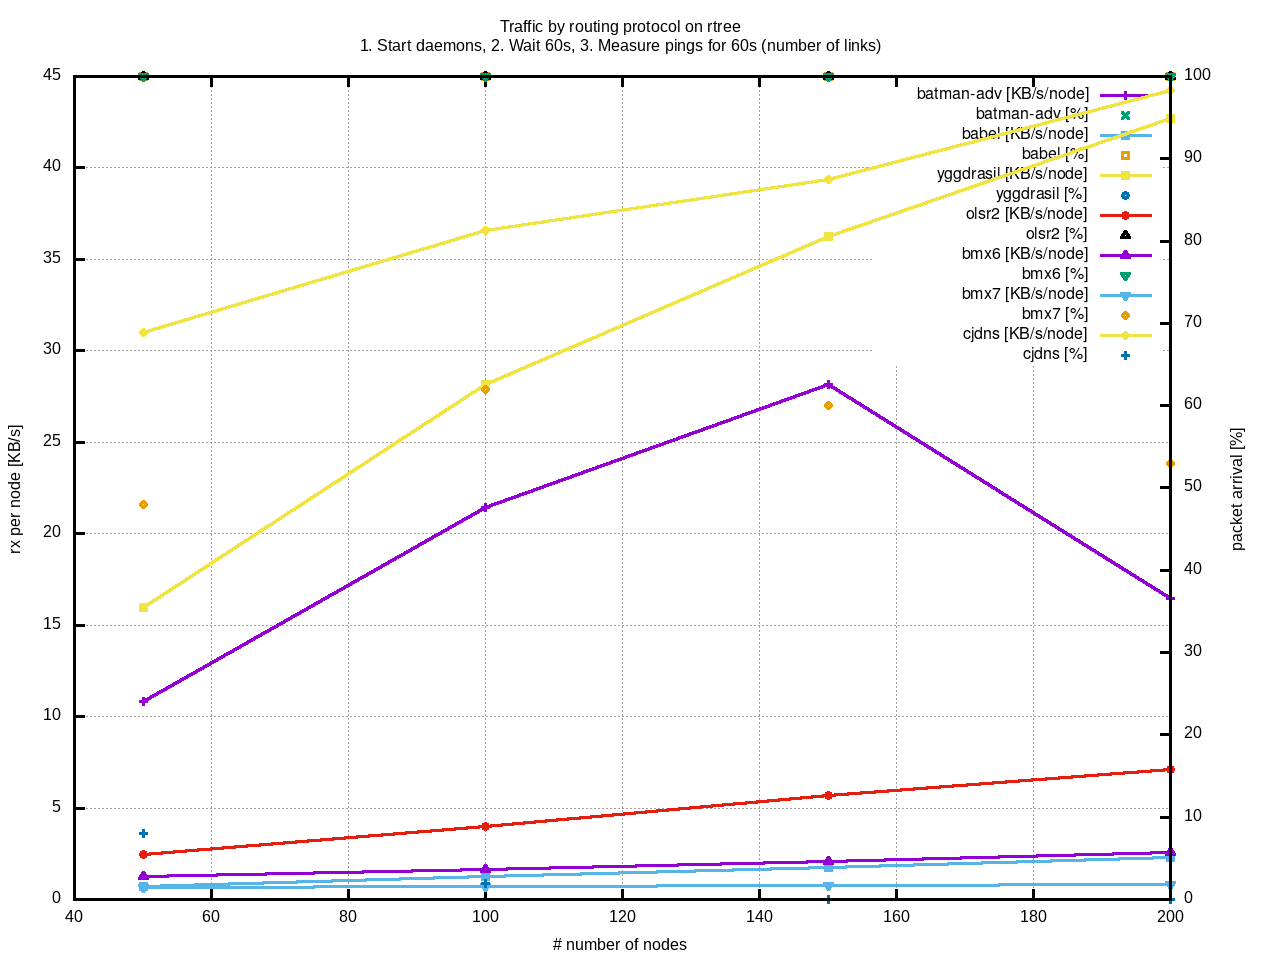 Traffic by routing protocol on rtree
1. Start daemons, 2. Wait 60s, 3. Measure pings for 60s (number of links)
batman-adv [KB/s/node]
batman-adv [%]
babel [KB/s/node]
babel [%]
yggdrasil [KB/s/node]
yggdrasil [%]
olsr2 [KB/s/node]
olsr2 [%]
bmx6 [KB/s/node]
bmx6 [%]
bmx7 [KB/s/node]
bmx7 [%]
cjdns [KB/s/node]
cjdns [%]
rx per node [KB/s]
45
40
35
30
25
20
15
10
5
0
100
90
80
70
60
50
40
30
20
10
0
packet arrival [%]
40 60 80 100 120 140 160 180 200
# number of nodes